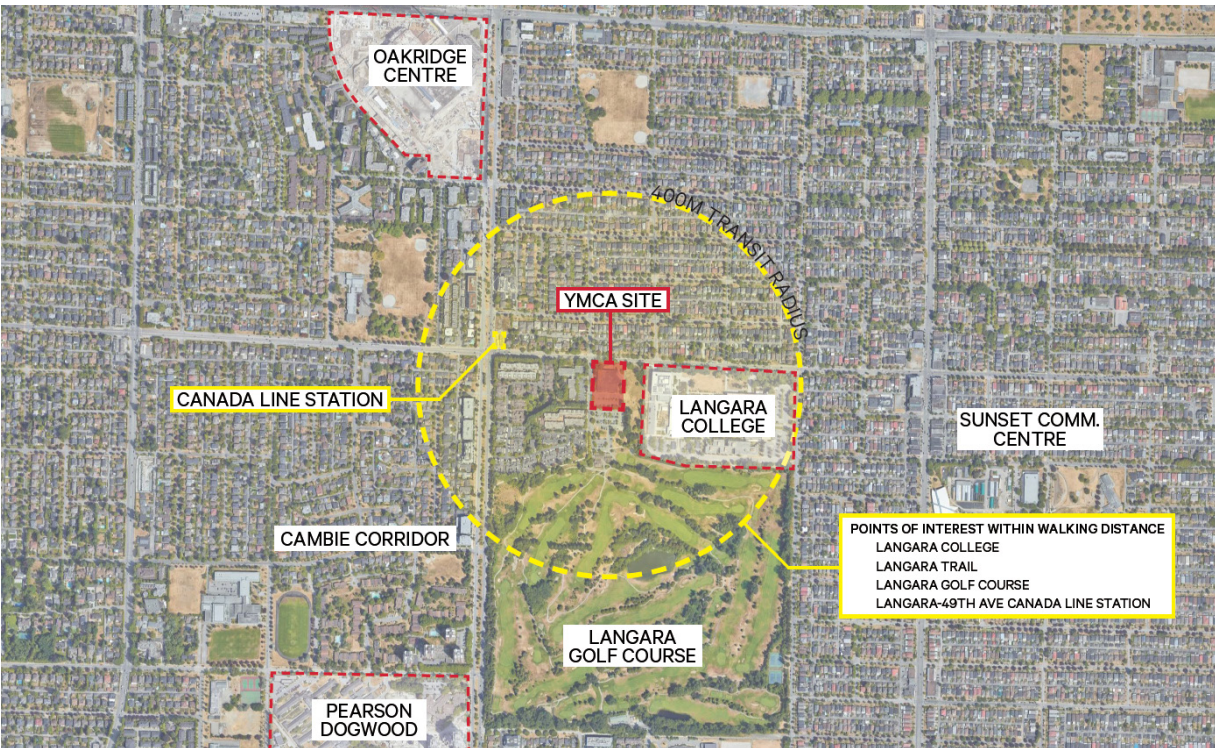 OAKRIDGE
CENTRE
400M TRANSIT RADIUS
YMCA SITE
CANADA LINE STATION
LANGARA
COLLEGE
SUNSET COMM.
CENTRE
CAMBIE CORRIDOR
POINTS OF INTEREST WITHIN WALKING DISTANCE
LANGARA COLLEGE
LANGARA TRAIL
LANGARA GOLF COURSE
LANGARA-49TH AVE CANADA LINE STATION
LANGARA
GOLF COURSE
PEARSON
DOGWOOD